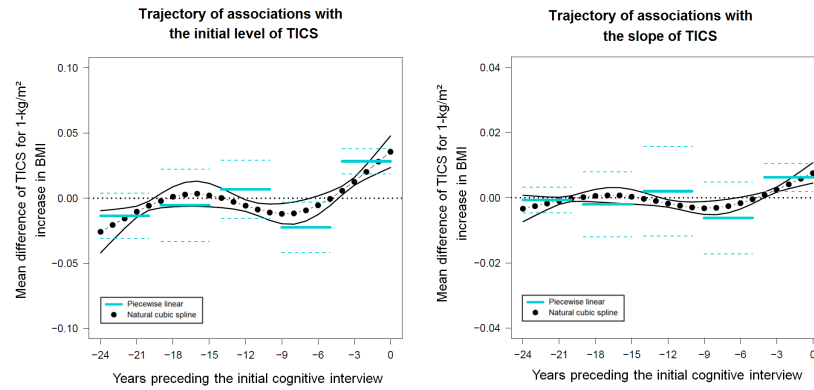 Trajectory of associations with
the initial level of TICS
Mean difference of TICS for 1-kg/m²
increase in BMI
0.10
0.05
0.00
−0.05
−0.10
Piecewise linear
Natural cubic spline
−24 −21 −18 −15 −12 −9 −6 −3 0
Years preceding the initial cognitive interview
Trajectory of associations with
the slope of TICS
Mean difference of TICS for 1-kg/m²
increase in BMI
0.04
0.02
0.00
−0.02
−0.04
Piecewise linear
Natural cubic spline
−24 −21 −18 −15 −12 −9 −6 −3 0
Years preceding the initial cognitive interview